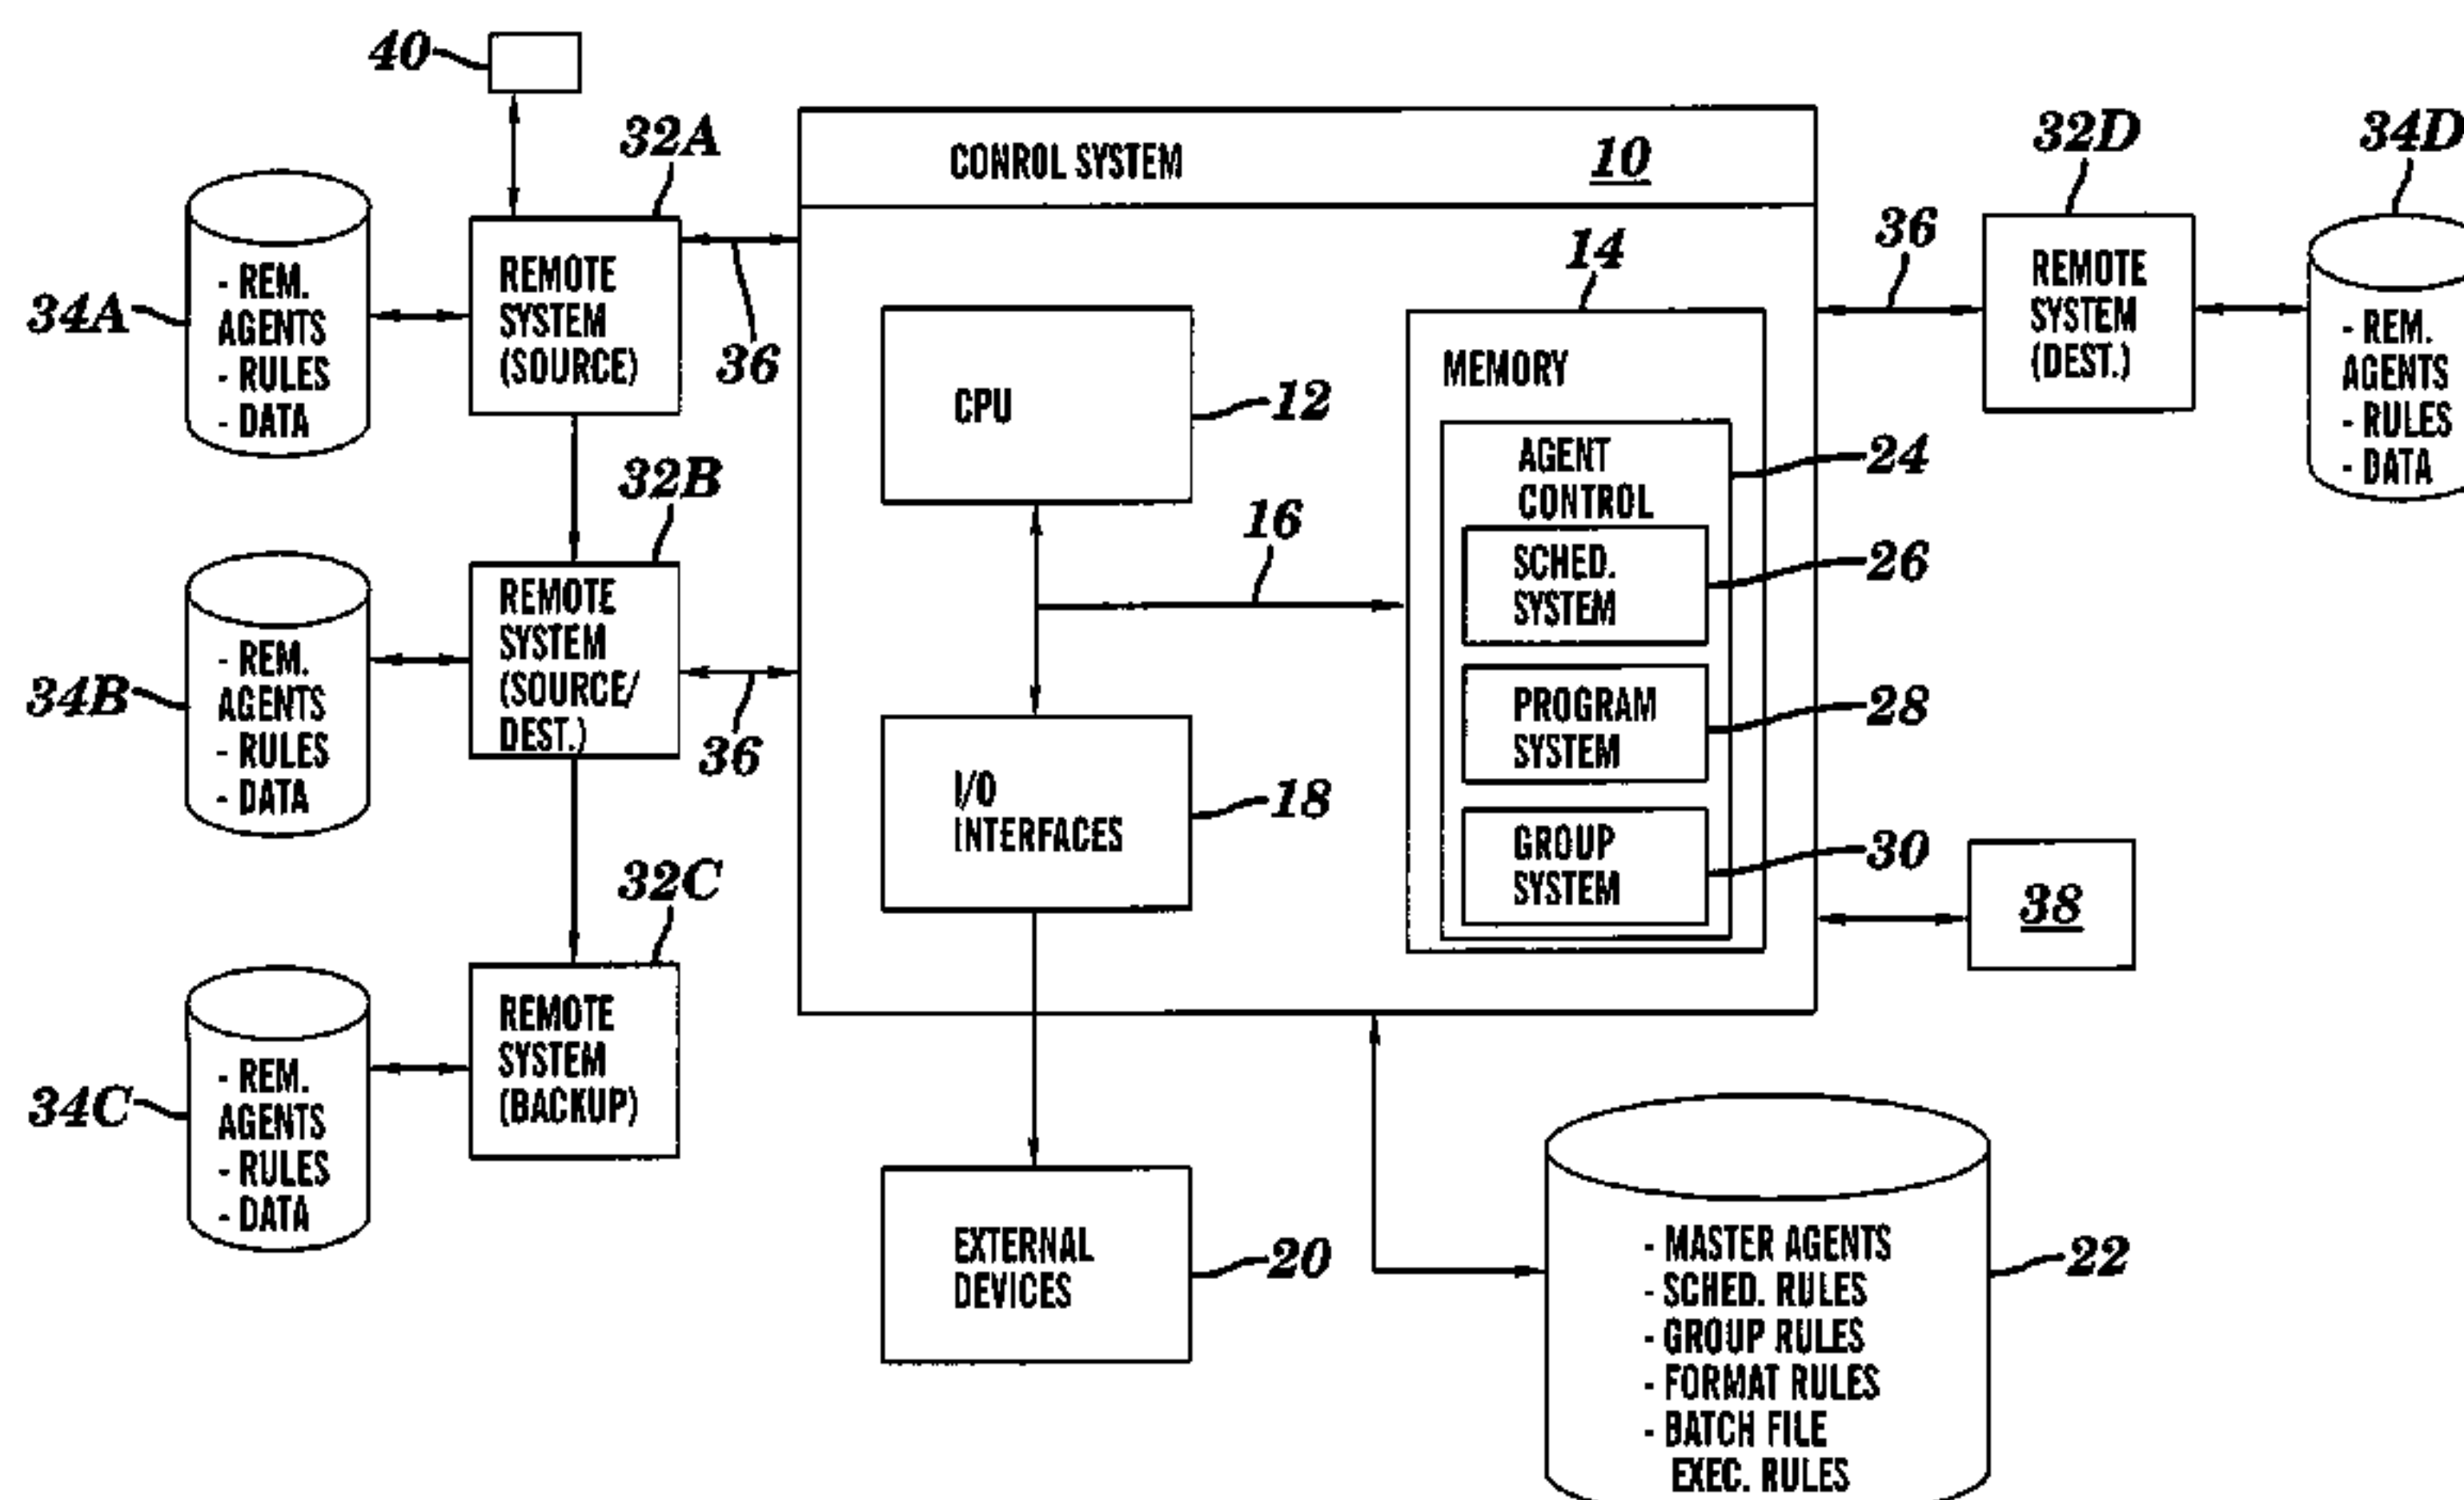 40
32A
CONROL SYSTEM 10
32D
34D
34A
- REM.
AGENTS
- RULES
- DATA
REMOTE
SYSTEM
(SOURCE)
36
14
36
REMOTE
SYSTEM
(DEST.)
- REM.
AGENTS
- RULES
- DATA
CPU
12
MEMORY
AGENT
CONTROL
24
16
SCHED.
SYSTEM
26
PROGRAM
SYSTEM
28
GROUP
SYSTEM
30
32B
34B
- REM.
AGENTS
- RULES
- DATA
REMOTE
SYSTEM
(SOURCE/
DEST.)
36
I/O
INTERFACES
18
38
32C
34C
- REM.
AGENTS
- RULES
- DATA
REMOTE
SYSTEM
(BACKUP)
EXTERNAL
DEVICES
20
- MASTER AGENTS
- SCHED. RULES
- GROUP RULES
- FORMAT RULES
- BATCH FILE
EXEC. RULES
22